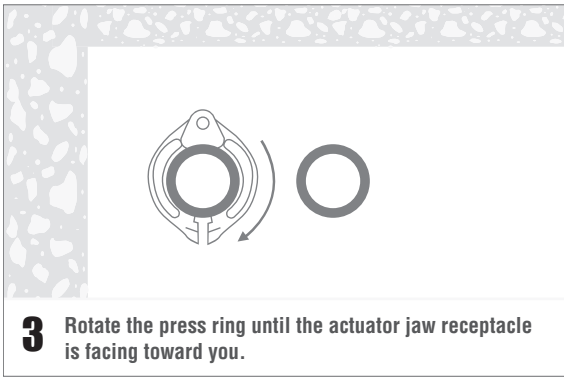 3 Rotate the press ring until the actuator jaw receptacle
is facing toward you.